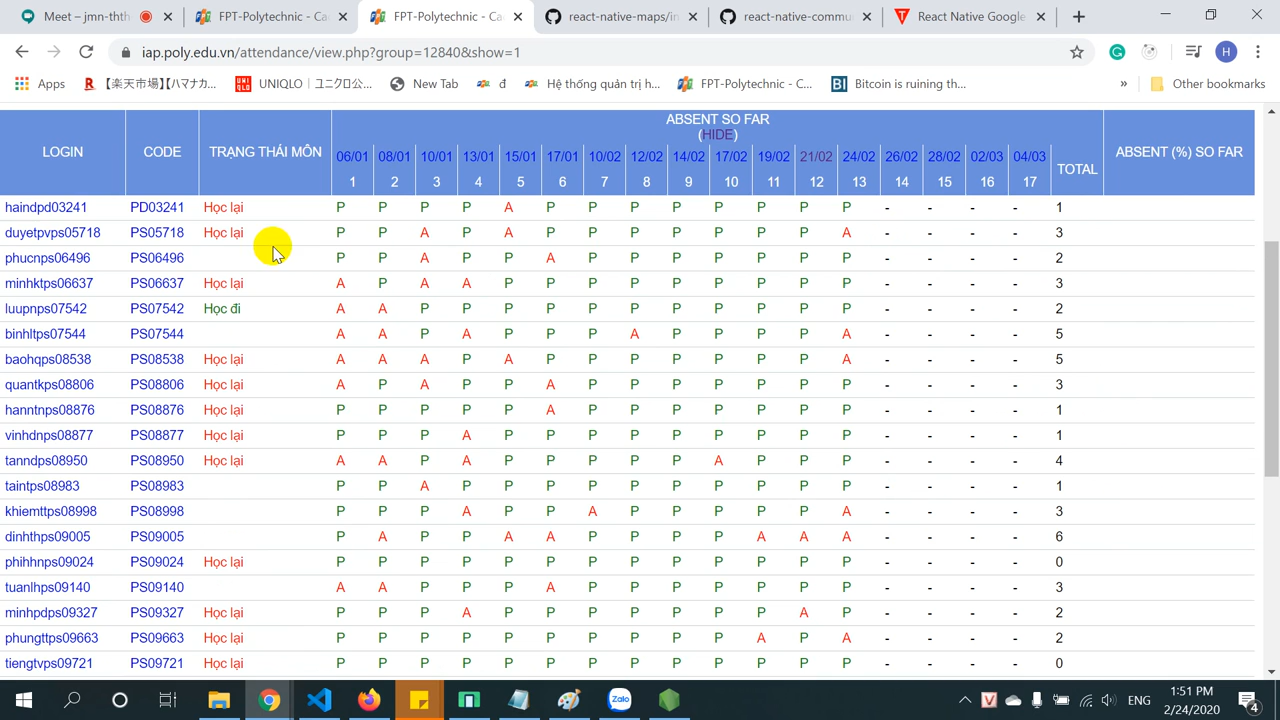 Meet – jmn-thth
FPT-Polytechnic - Ca
FPT-Polytechnic - Ca
react-native-maps/in
react-native-commu
React Native Google
iap.poly.edu.vn/attendance/view.php?group=12840&show=1
H
Apps
【楽天市場】【ハマナカ...
UNIQLO｜ユニクロ公...
New Tab
đ
Hệ thống quản trị h...
FPT-Polytechnic - C...
BI Bitcoin is ruining th...
»
Other bookmarks
LOGIN CODE TRẠNG THÁI MÔN ABSENT SO FAR (HIDE) TOTAL ABSENT (%) SO FAR
06/01 08/01 10/01 13/01 15/01 17/01 10/02 12/02 14/02 17/02 19/02 21/02 24/02 26/02 28/02 02/03 04/03
1 2 3 4 5 6 7 8 9 10 11 12 13 14 15 16 17
haindpd03241 PD03241 Học lại P P P P A P P P P P P P P - - - - 1
duyetpvps05718 PS05718 Học lại P P A P A P P P P P P P A - - - - 3
phucnps06496 PS06496 P P A P P A P P P P P P P - - - - 2
minhktps06637 PS06637 Học lại A P A A P P P P P P P P P - - - - 3
luupnps07542 PS07542 Học đi A A P P P P P P P P P P P - - - - 2
binhltps07544 PS07544 A A P A P P P A P P P P A - - - - 5
baohqps08538 PS08538 Học lại A A A P A P P P P P P P A - - - - 5
quantkps08806 PS08806 Học lại A P A P P A P P P P P P P - - - - 3
hanntnps08876 PS08876 Học lại P P P P P A P P P P P P P - - - - 1
vinhdnps08877 PS08877 Học lại P P P A P P P P P P P P P - - - - 1
tanndps08950 PS08950 Học lại A A P A P P P P P A P P P - - - - 4
taintps08983 PS08983 P P A P P P P P P P P P P - - - - 1
khiemttps08998 PS08998 P P P A P P A P P P P P A - - - - 3
dinhthps09005 PS09005 P A P P A A P P P P A A A - - - - 6
phihhnps09024 PS09024 Học lại P P P P P P P P P P P P P - - - - 0
tuanlhps09140 PS09140 A A P P P A P P P P P P P - - - - 3
minhpdps09327 PS09327 Học lại P P P A P P P P P P P A P - - - - 2
phungttps09663 PS09663 Học lại P P P P P P P P P P A P A - - - - 2
tiengtvps09721 PS09721 Học lại P P P P P P P P P P P P P - - - - 0
Zalo
ENG
1:51 PM
2/24/2020
4